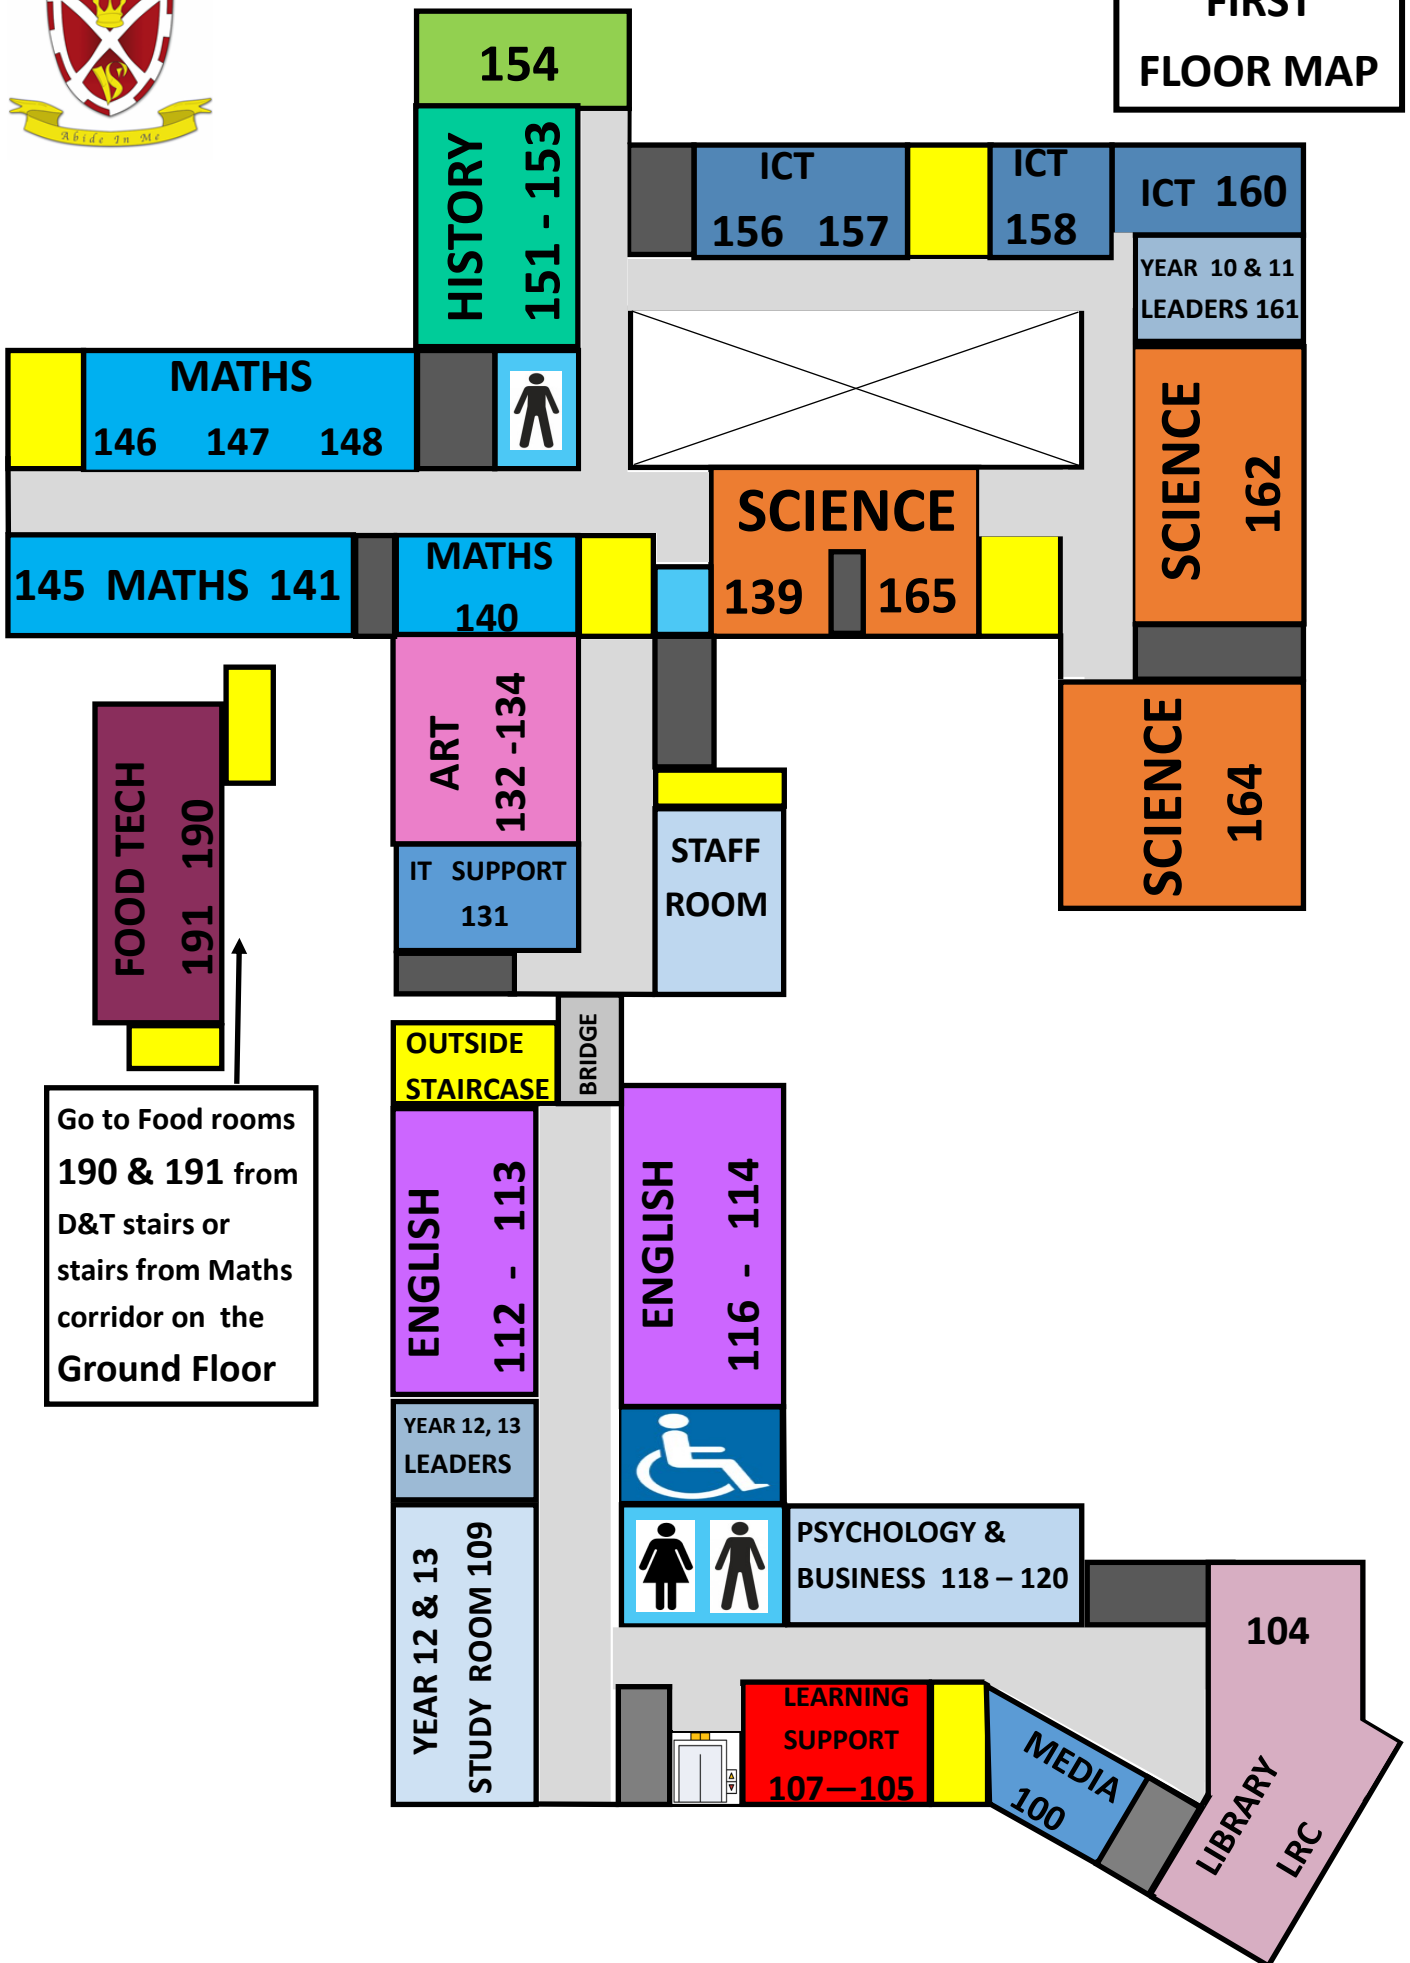 FIRST
FLOOR MAP
Abide In Me
154
HISTORY
151 - 153
ICT
156 157
ICT
158
ICT 160
YEAR 10 & 11
LEADERS 161
MATHS
146 147 148
SCIENCE
162
SCIENCE
139 165
145 MATHS 141
MATHS
140
ART
132 -134
SCIENCE
164
FOOD TECH
191 190
IT SUPPORT
131
STAFF
ROOM
BRIDGE
OUTSIDE
STAIRCASE
Go to Food rooms
190 & 191 from
D&T stairs or
stairs from Maths
corridor on the
Ground Floor
ENGLISH
112 - 113
ENGLISH
116 - 114
YEAR 12, 13
LEADERS
YEAR 12 & 13
STUDY ROOM 109
PSYCHOLOGY &
BUSINESS 118 – 120
104
LIBRARY
LRC
LEARNING
SUPPORT
107—105
MEDIA
100